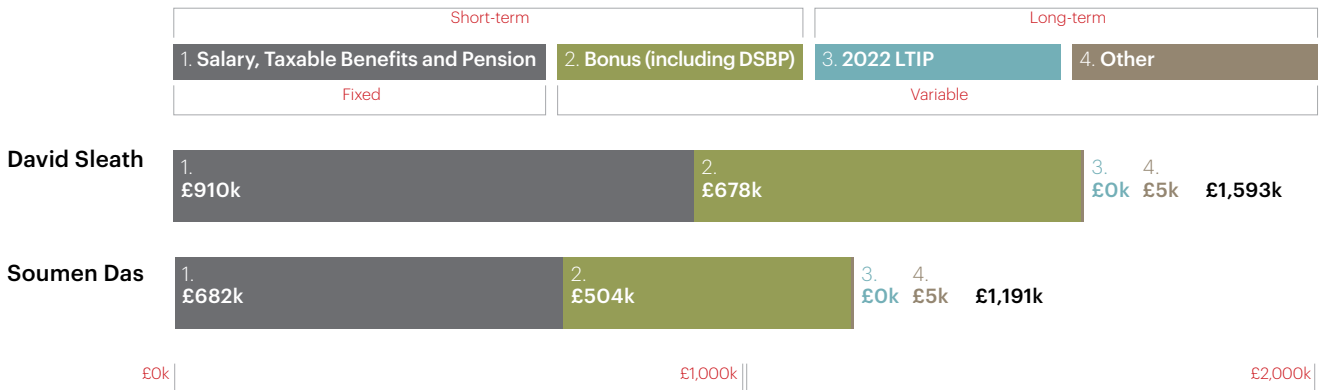 Short-term Long-term
1. Salary, Taxable Benefits and Pension 2. Bonus (including DSBP) 3. 2022 LTIP 4. Other
Fixed Variable
David Sleath 1. 2. 3. 4.
£910k £678k £0k £5k £1,593k
Soumen Das 1. 2. 3. 4.
£682k £504k £0k £5k £1,191k
£0k £1,000k £2,000k